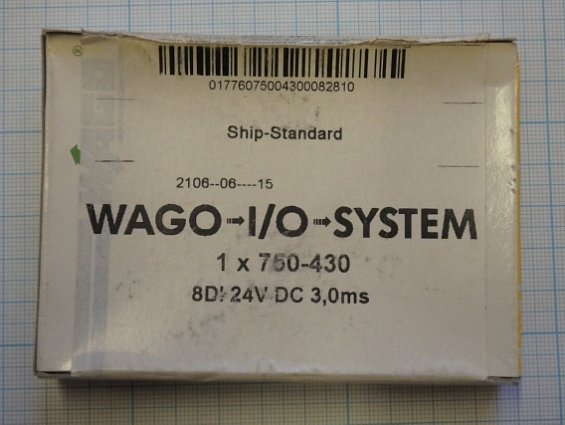 01776075004300082810
Ship-Standard
2106--06----15
WAGO➟I/O➟SYSTEM
1 x 750-430
8DI 24V DC 3,0ms